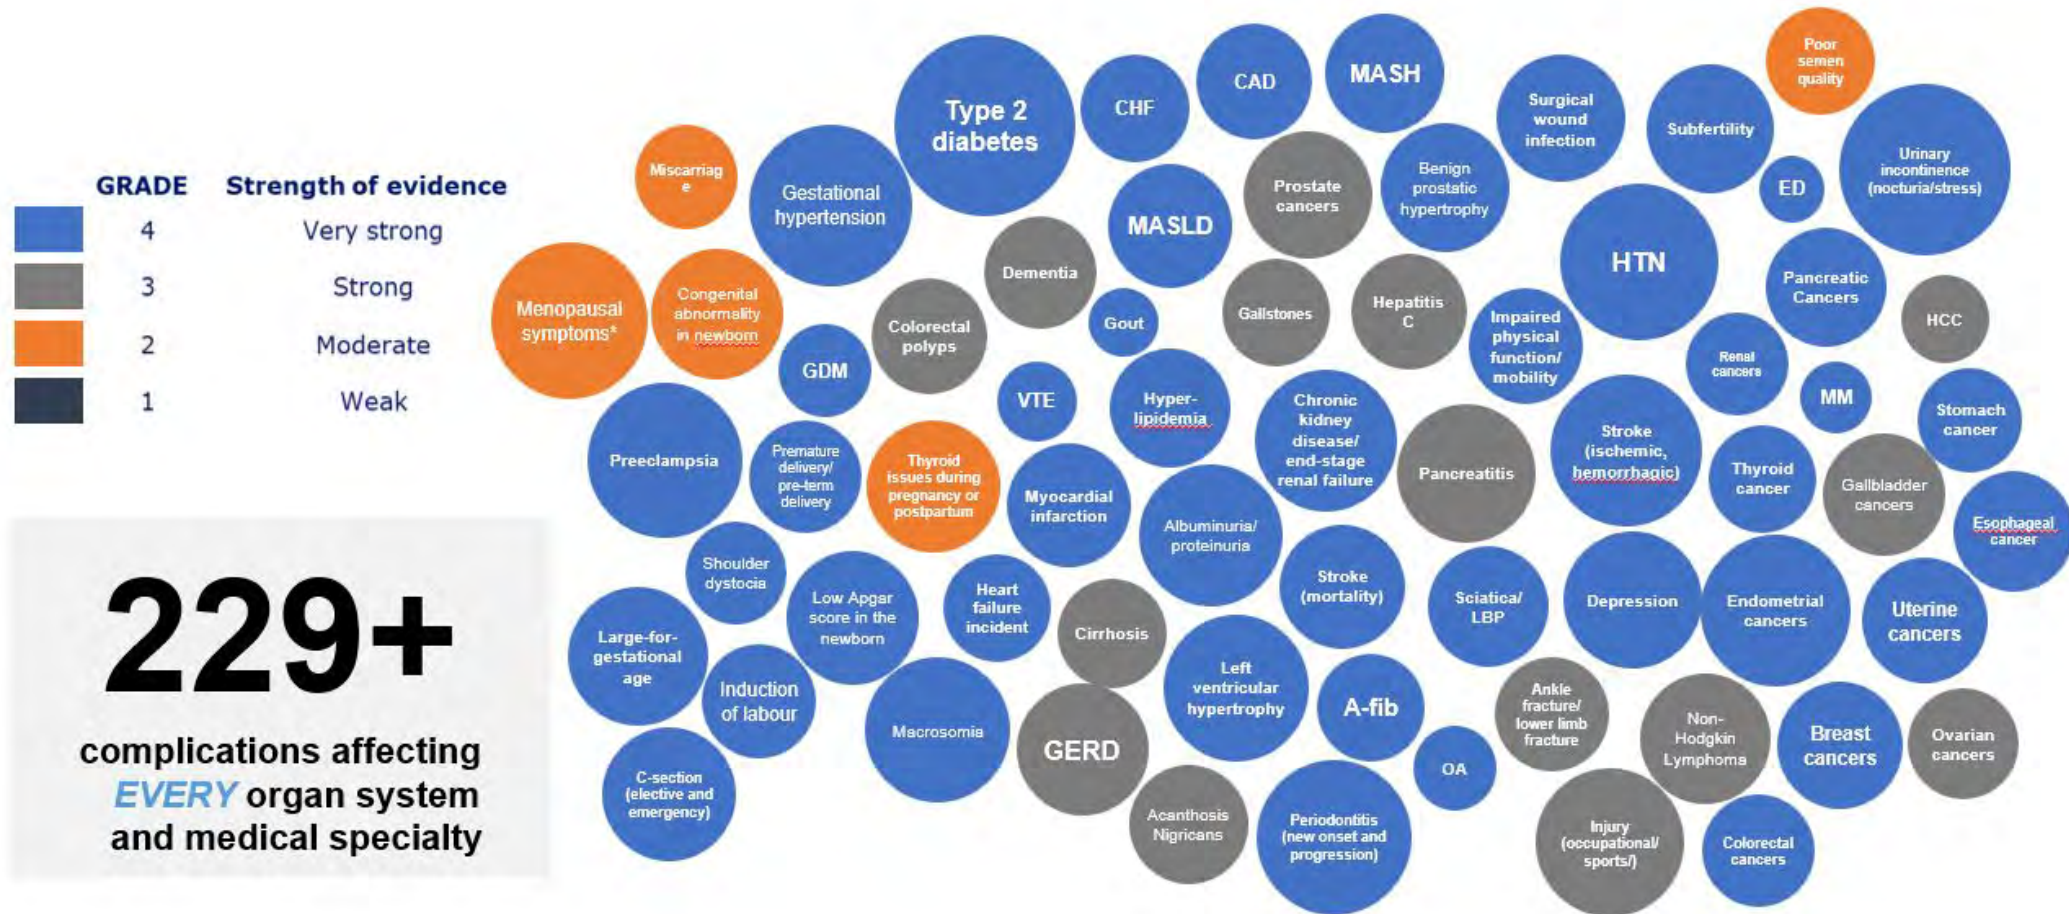 GRADE Strength of evidence
4 Very strong
3 Strong
2 Moderate
1 Weak
229+
complications affecting
EVERY organ system
and medical specialty
Miscarriag
e
Gestational
hypertension
Type 2
diabetes
CHF
CAD
MASH
Surgical
wound
infection
Subfertility
Poor
semen
quality
Urinary
incontinence
(nocturia/stress)
ED
Benign
prostatic
hypertrophy
Prostate
cancers
MASLD
Dementia
Menopausal
symptoms*
Congenital
abnormality
in newborn
GDM
Colorectal
polyps
Gout
Gallstones
Hepatitis
C
HTN
Pancreatic
Cancers
HCC
Impaired
physical
function/
mobility
Renal
cancers
MM
Stomach
cancer
VTE
Hyper-
lipidemia
Chronic
kidney
disease/
end-stage
renal failure
Pancreatitis
Stroke
(ischemic,
hemorrhagic)
Thyroid
cancer
Gallbladder
cancers
Esophageal
cancer
Preeclampsia
Premature
delivery/
pre-term
delivery
Thyroid
issues during
pregnancy or
postpartum
Myocardial
infarction
Albuminuria/
proteinuria
Shoulder
dystocia
Low Apgar
score in the
newborn
Heart
failure
incident
Cirrhosis
Stroke
(mortality)
Sciatica/
LBP
Depression
Endometrial
cancers
Uterine
cancers
Large-for-
gestational
age
Induction
of labour
Macrosomia
GERD
Left
ventricular
hypertrophy
A-fib
Ankle
fracture/
lower limb
fracture
Non-
Hodgkin
Lymphoma
Breast
cancers
Ovarian
cancers
C-section
(elective and
emergency)
Acanthosis
Nigricans
Periodontitis
(new onset and
progression)
OA
Injury
(occupational/
sports/)
Colorectal
cancers